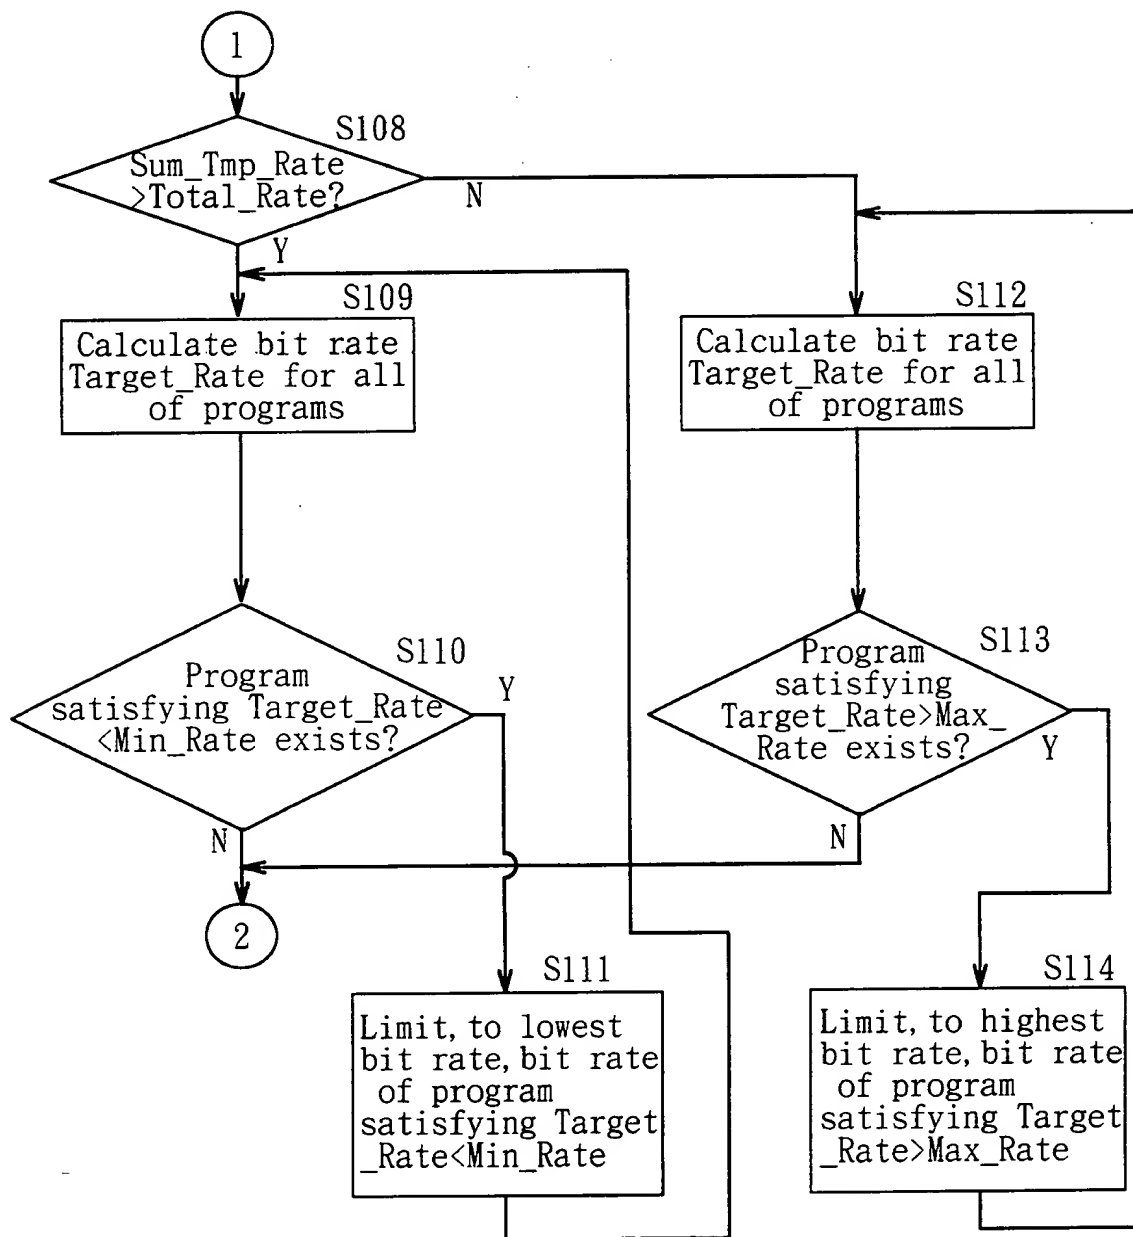 1
S108
Sum_Tmp_Rate
>Total_Rate?
N
Y
S109
Calculate bit rate
Target_Rate for all
of programs
S112
Calculate bit rate
Target_Rate for all
of programs
S110
Program
satisfying Target_Rate
<Min_Rate exists?
Y
N
S113
Program
satisfying
Target_Rate>Max_
Rate exists?
Y
N
2
S111
Limit, to lowest
bit rate, bit rate
of program
satisfying Target
_Rate<Min_Rate
S114
Limit, to highest
bit rate, bit rate
of program
satisfying Target
_Rate>Max_Rate